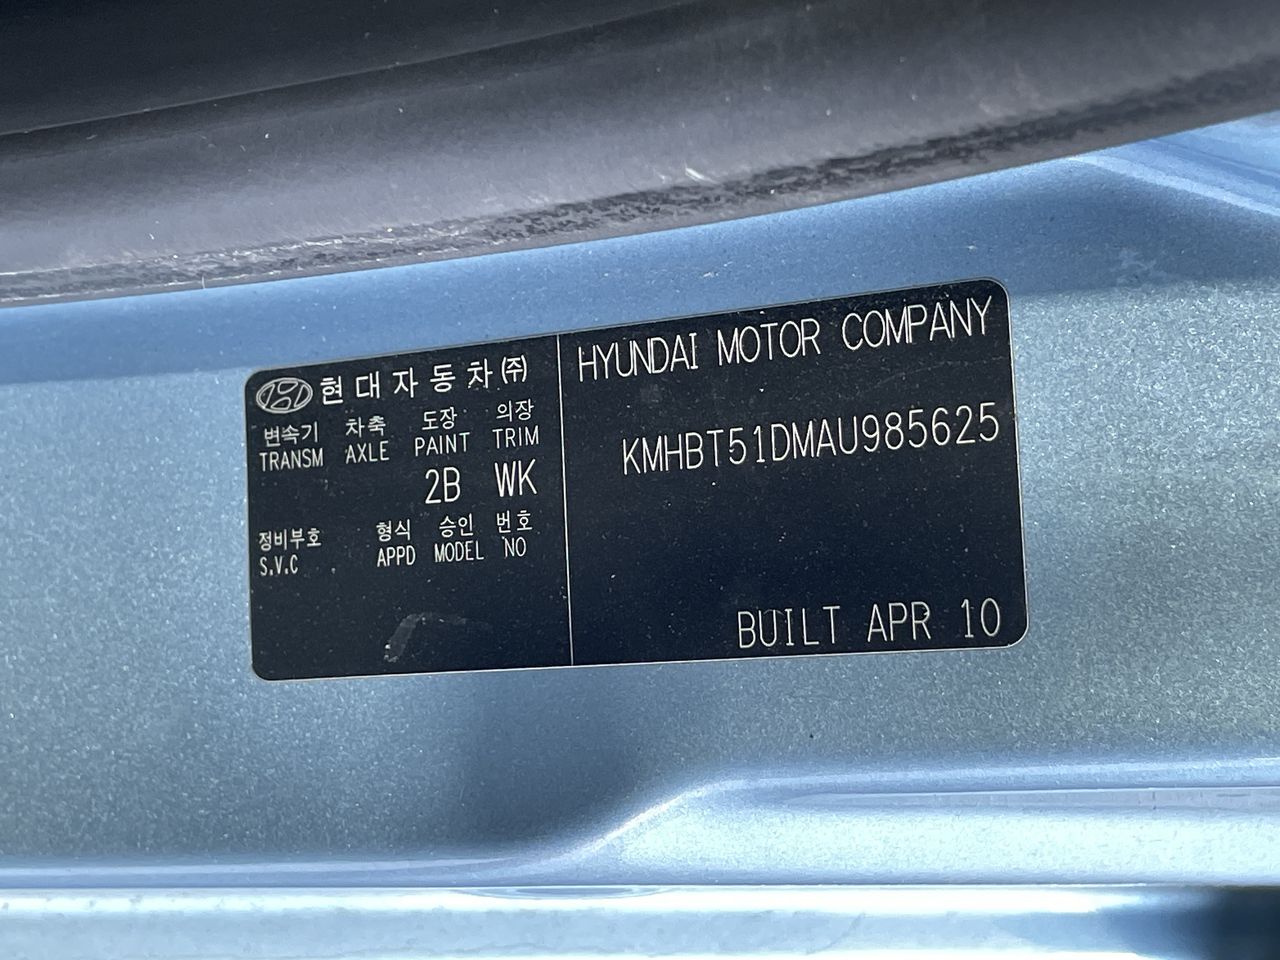 현대자동차(주)
변속기 차축 도장 의장
TRANSM AXLE PAINT TRIM
2B WK
정비부호 형식 승인 번호
S.V.C APPD MODEL NO
HYUNDAI MOTOR COMPANY
KMHBT51DMAU985625
BUILT APR 10